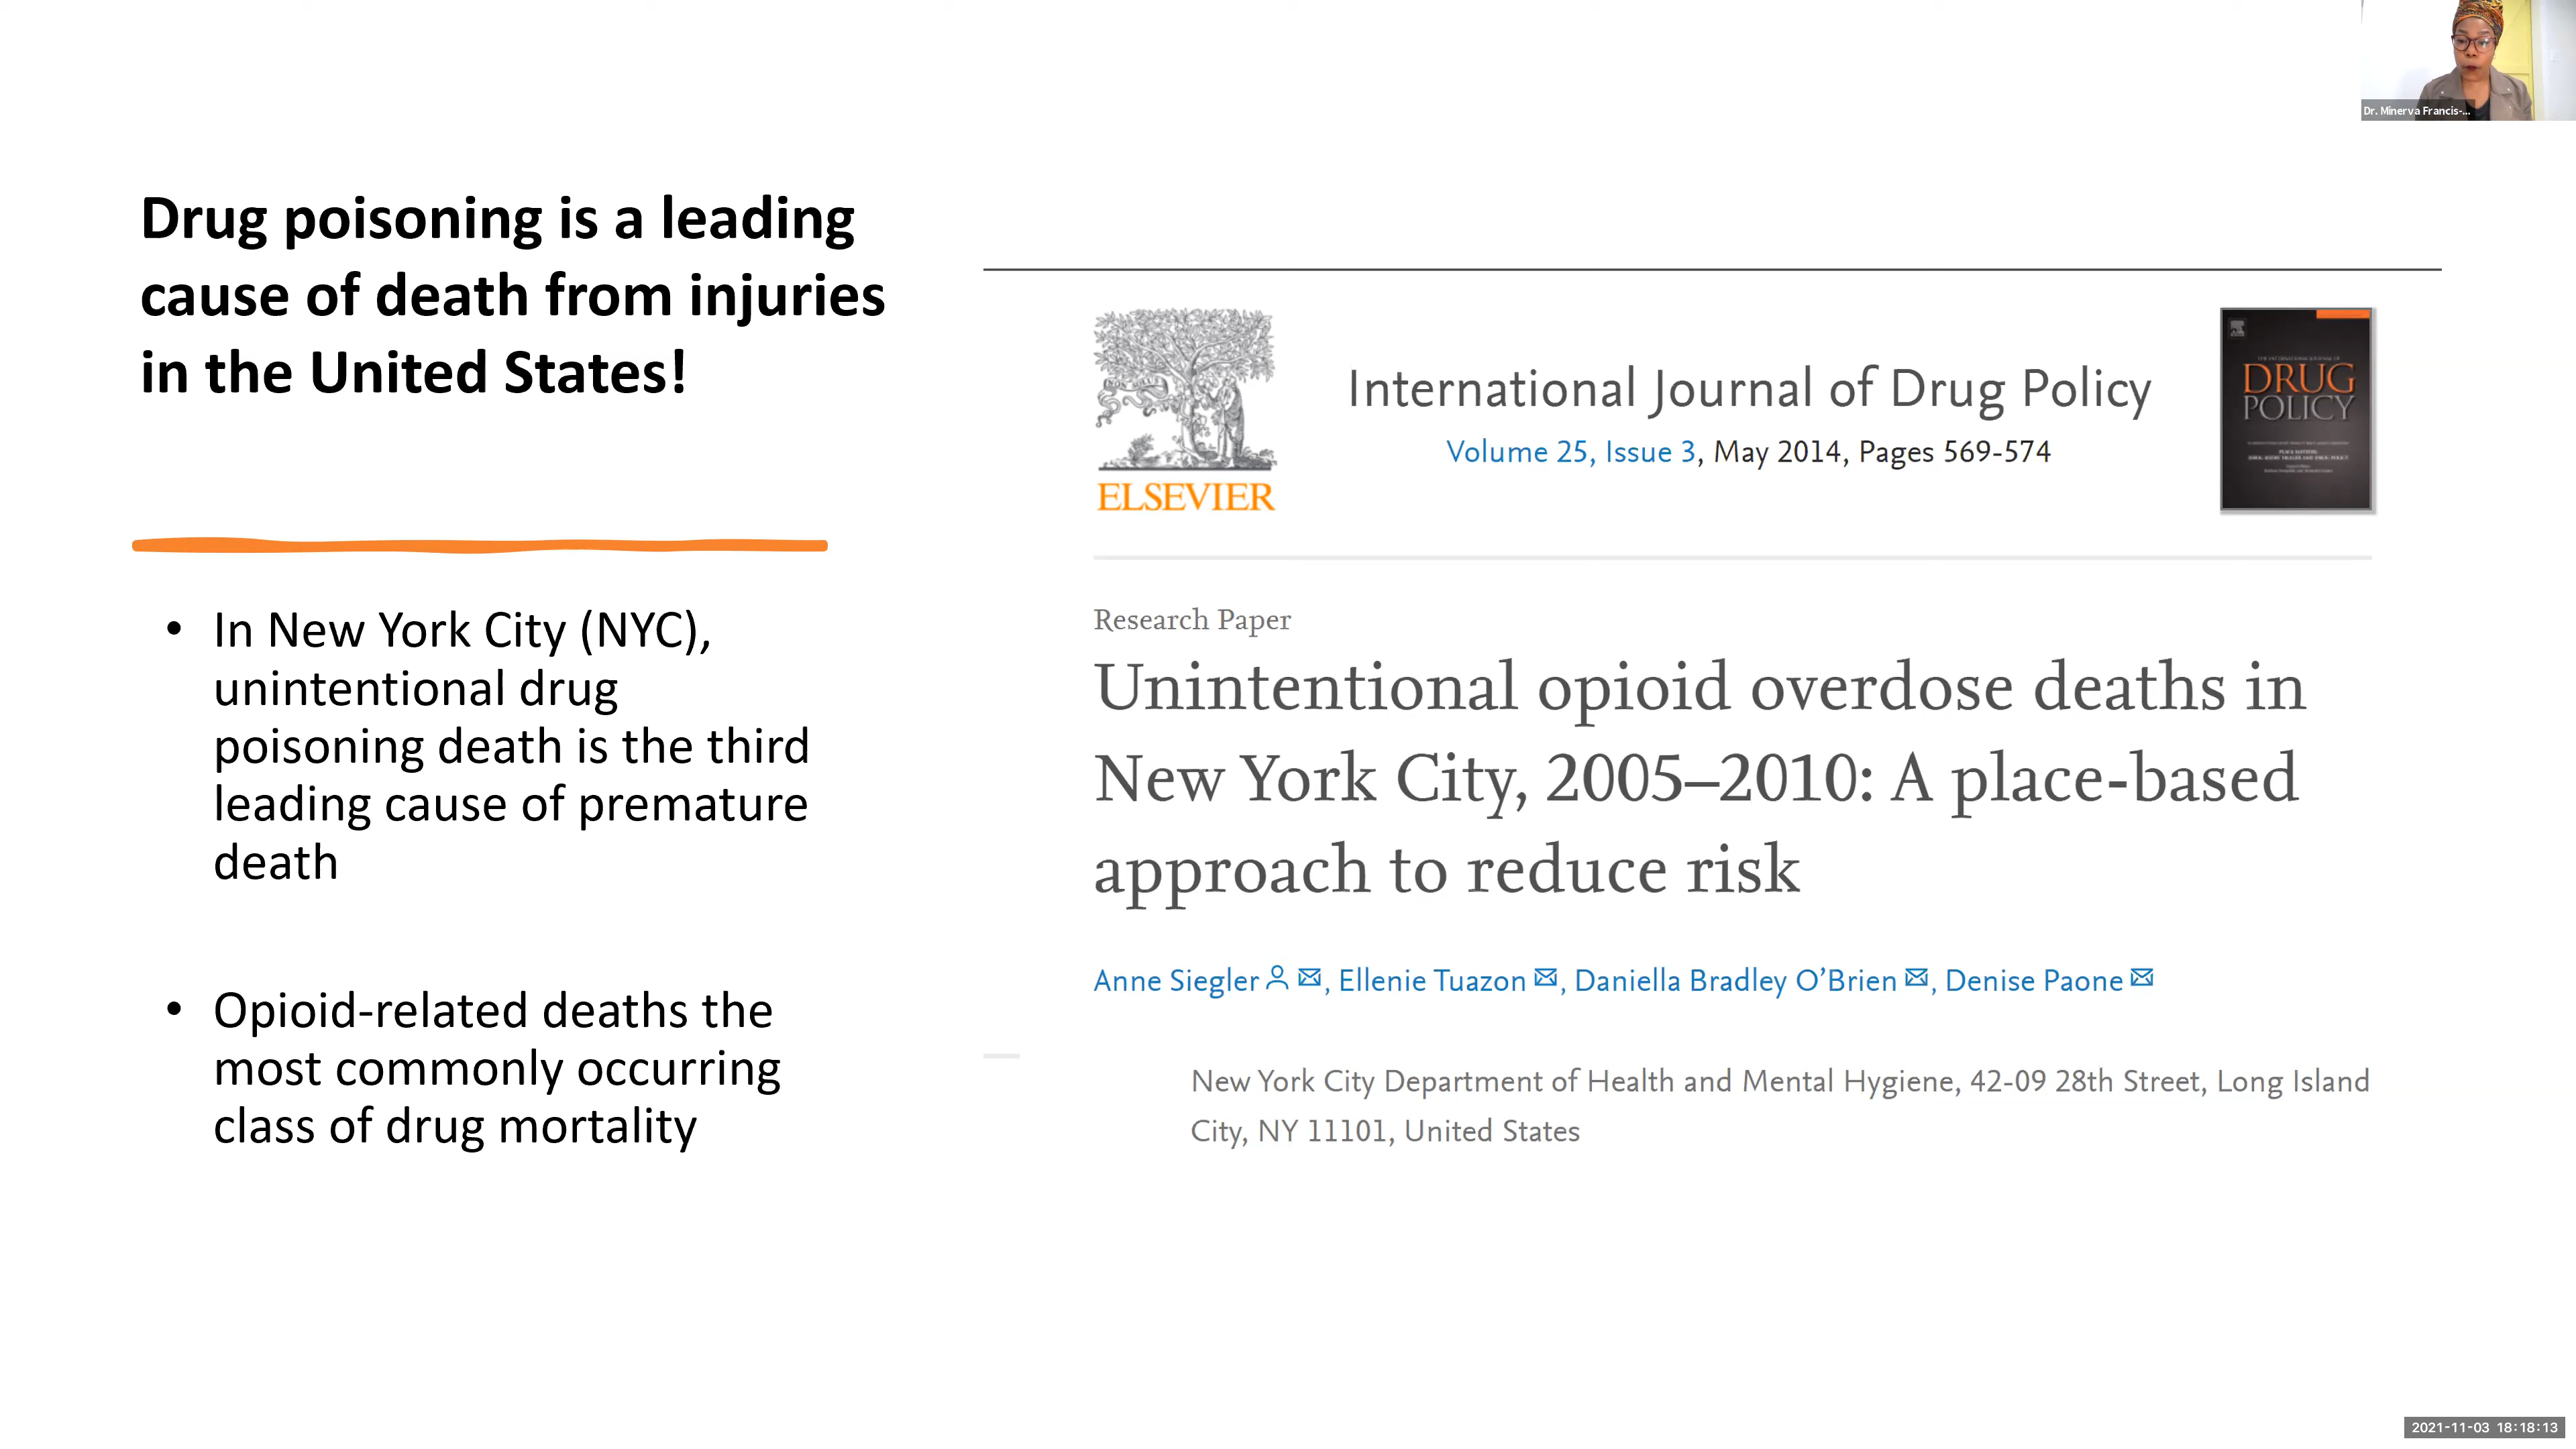 Dr. Minerva Francis-...
Drug poisoning is a leading
cause of death from injuries
in the United States!
• In New York City (NYC),
unintentional drug
poisoning death is the third
leading cause of premature
death
• Opioid-related deaths the
most commonly occurring
class of drug mortality
ELSEVIER
International Journal of Drug Policy
Volume 25, Issue 3, May 2014, Pages 569-574
DRUG
POLICY
Research Paper
Unintentional opioid overdose deaths in
New York City, 2005–2010: A place-based
approach to reduce risk
Anne Siegler, Ellenie Tuazon, Daniella Bradley O’Brien, Denise Paone
New York City Department of Health and Mental Hygiene, 42-09 28th Street, Long Island
City, NY 11101, United States
2021-11-03 18:18:13